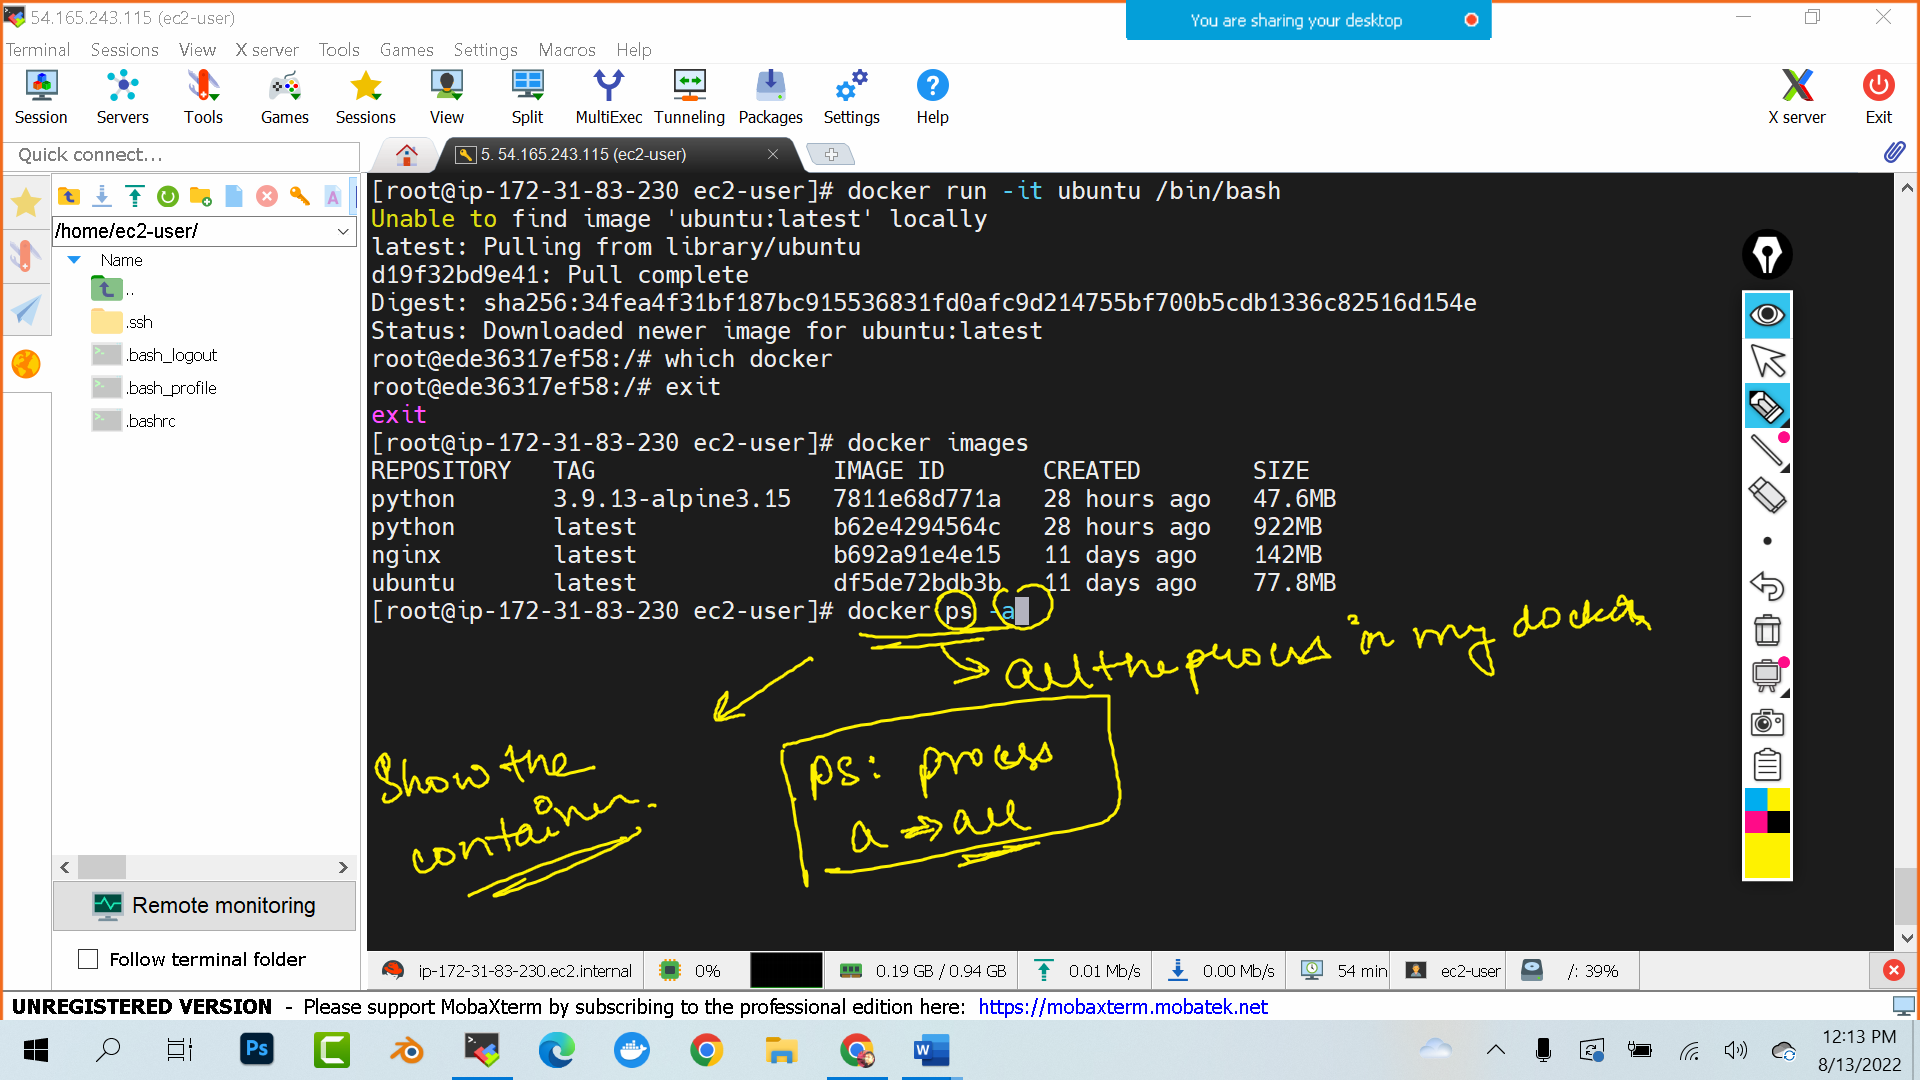 54.165.243.115 (ec2-user)
You are sharing your desktop
Terminal Sessions View X server Tools Games Settings Macros Help
Session Servers Tools Games Sessions View Split MultiExec Tunneling Packages Settings Help X server Exit
Quick connect...
5. 54.165.243.115 (ec2-user)
/home/ec2-user/
Name
..
.ssh
.bash_logout
.bash_profile
.bashrc
Remote monitoring
Follow terminal folder
[root@ip-172-31-83-230 ec2-user]# docker run -it ubuntu /bin/bash
Unable to find image 'ubuntu:latest' locally
latest: Pulling from library/ubuntu
d19f32bd9e41: Pull complete
Digest: sha256:34fea4f31bf187bc915536831fd0afc9d214755bf700b5cdb1336c82516d154e
Status: Downloaded newer image for ubuntu:latest
root@ede36317ef58:/# which docker
root@ede36317ef58:/# exit
exit
[root@ip-172-31-83-230 ec2-user]# docker images
REPOSITORY TAG IMAGE ID CREATED SIZE
python 3.9.13-alpine3.15 7811e68d771a 28 hours ago 47.6MB
python latest b62e4294564c 28 hours ago 922MB
nginx latest b692a91e4e15 11 days ago 142MB
ubuntu latest df5de72bdb3b 11 days ago 77.8MB
[root@ip-172-31-83-230 ec2-user]# docker ps -a
all the process in my docker
Show the
container.
ps: process
a ⇒ all
ip-172-31-83-230.ec2.internal 0% 0.19 GB / 0.94 GB 0.01 Mb/s 0.00 Mb/s 54 min ec2-user /: 39%
UNREGISTERED VERSION - Please support MobaXterm by subscribing to the professional edition here: https://mobaxterm.mobatek.net
Ps
W
12:13 PM
8/13/2022